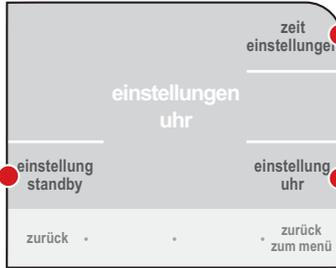 zeit
einstellungen
einstellungen
uhr
einstellung
standby
einstellung
uhr
zurück
zurück
zum menü